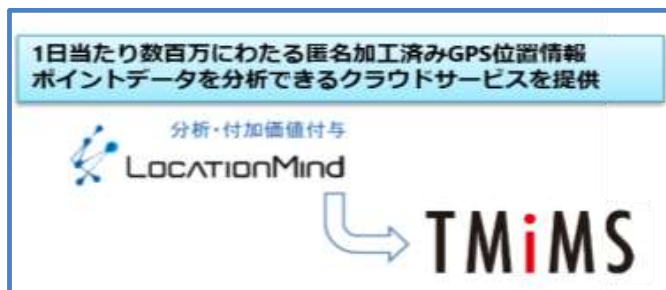 1日当たり数百万にわたる匿名加工済みGPS位置情報
ポイントデータを分析できるクラウドサービスを提供
分析・付加価値付与
LocationMind
TMiMS